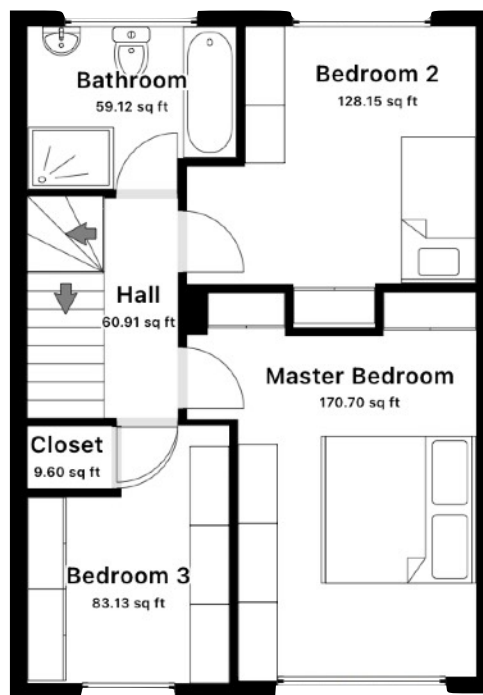 Bathroom
59.12 sq ft
Bedroom 2
128.15 sq ft
Hall
60.91 sq ft
Master Bedroom
170.70 sq ft
Closet
9.60 sq ft
Bedroom 3
83.13 sq ft